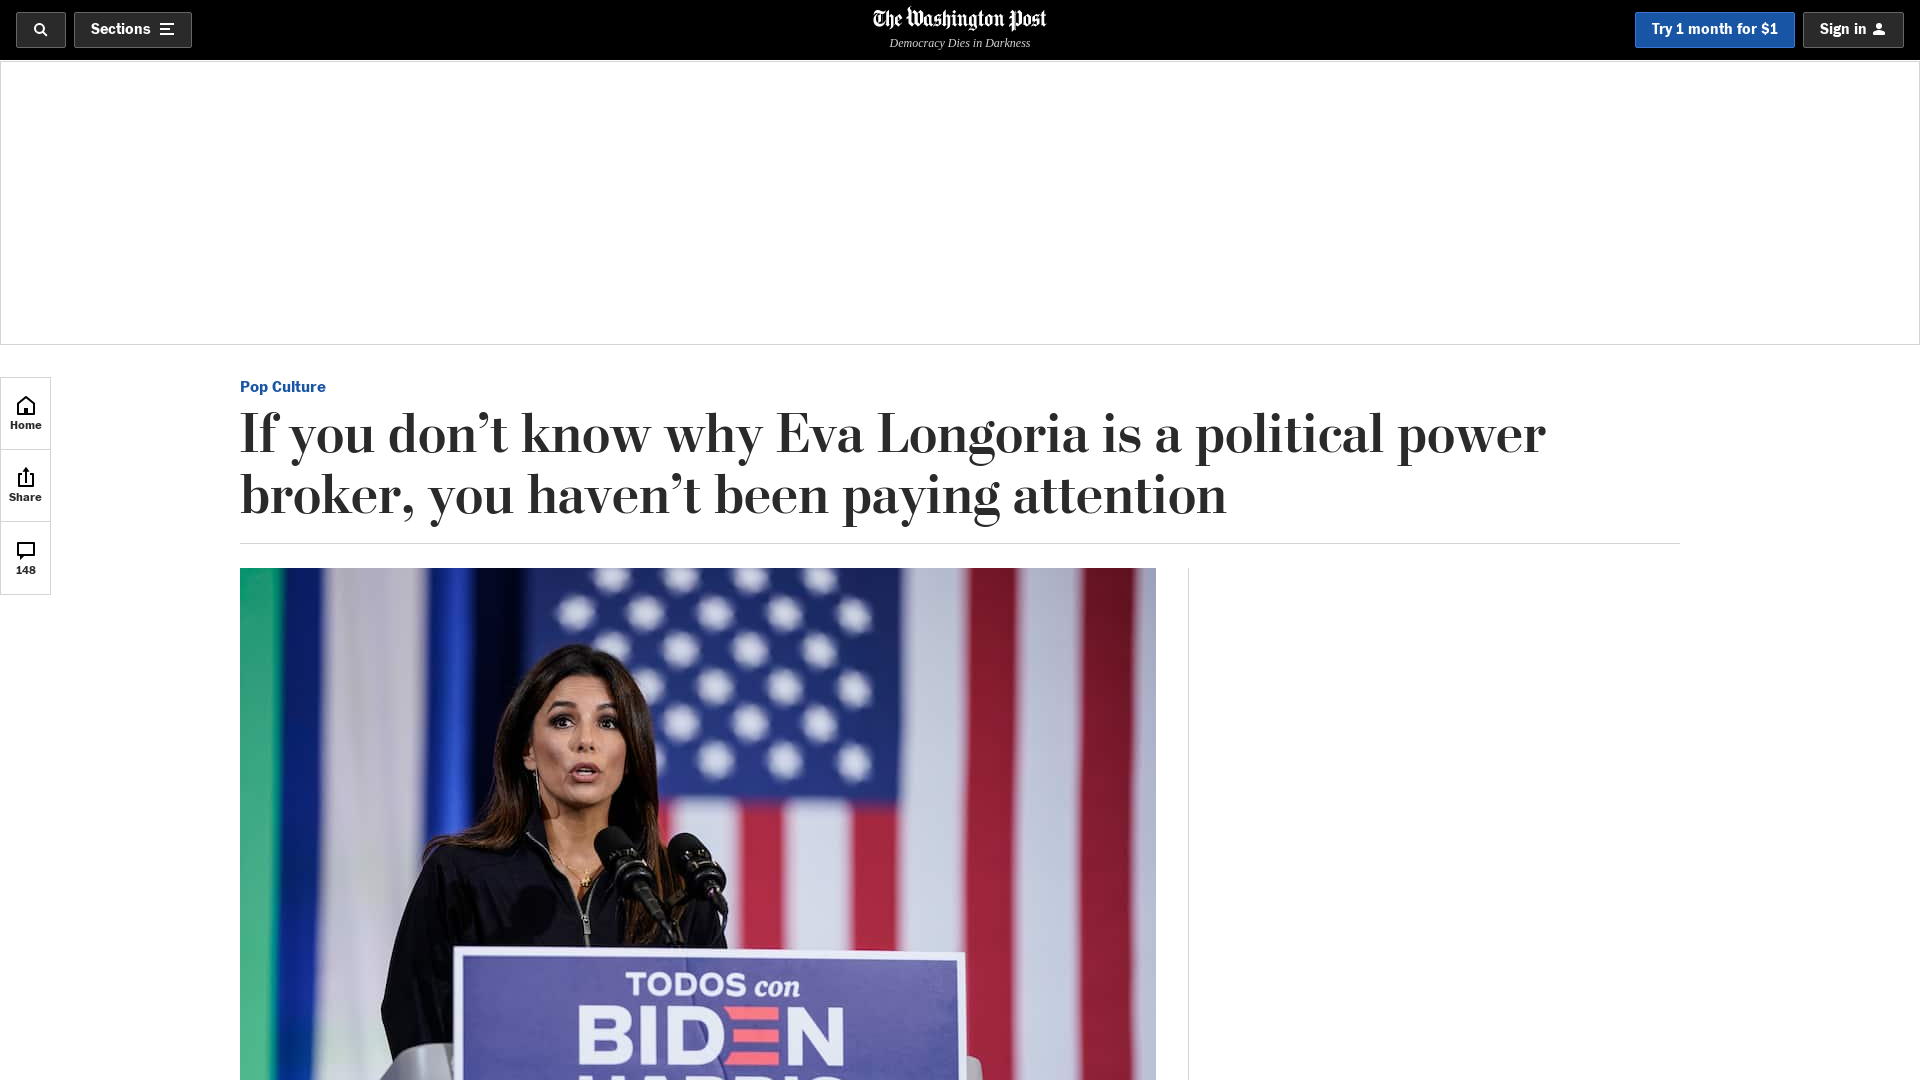 Sections
The Washington Post
Democracy Dies in Darkness
Try 1 month for $1
Sign in
Home
Share
148
Pop Culture
If you don’t know why Eva Longoria is a political power
broker, you haven’t been paying attention
TODOS con
BIDEN
HARRIS